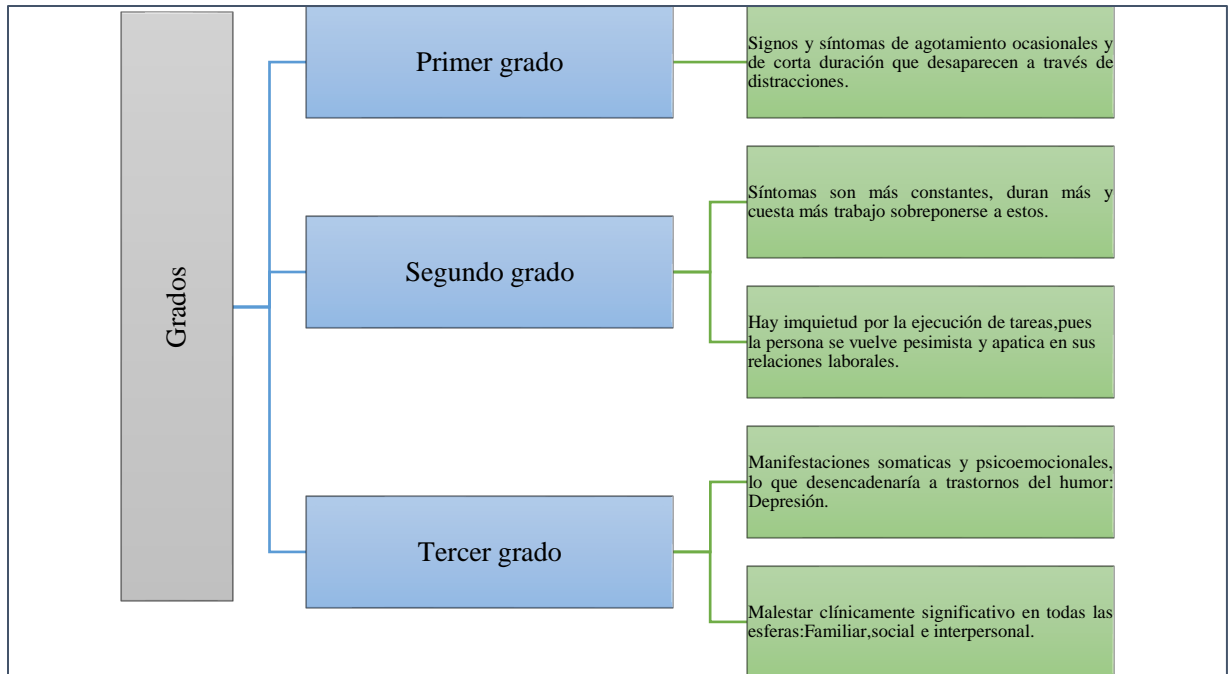 Grados
Primer grado
Signos y síntomas de agotamiento ocasionales y
de corta duración que desaparecen a través de
distracciones.
Segundo grado
Síntomas son más constantes, duran más y
cuesta más trabajo sobreponerse a estos.
Hay imquietud por la ejecución de tareas,pues
la persona se vuelve pesimista y apatica en sus
relaciones laborales.
Tercer grado
Manifestaciones somaticas y psicoemocionales,
lo que desencadenaría a trastornos del humor:
Depresión.
Malestar clínicamente significativo en todas las
esferas:Familiar,social e interpersonal.